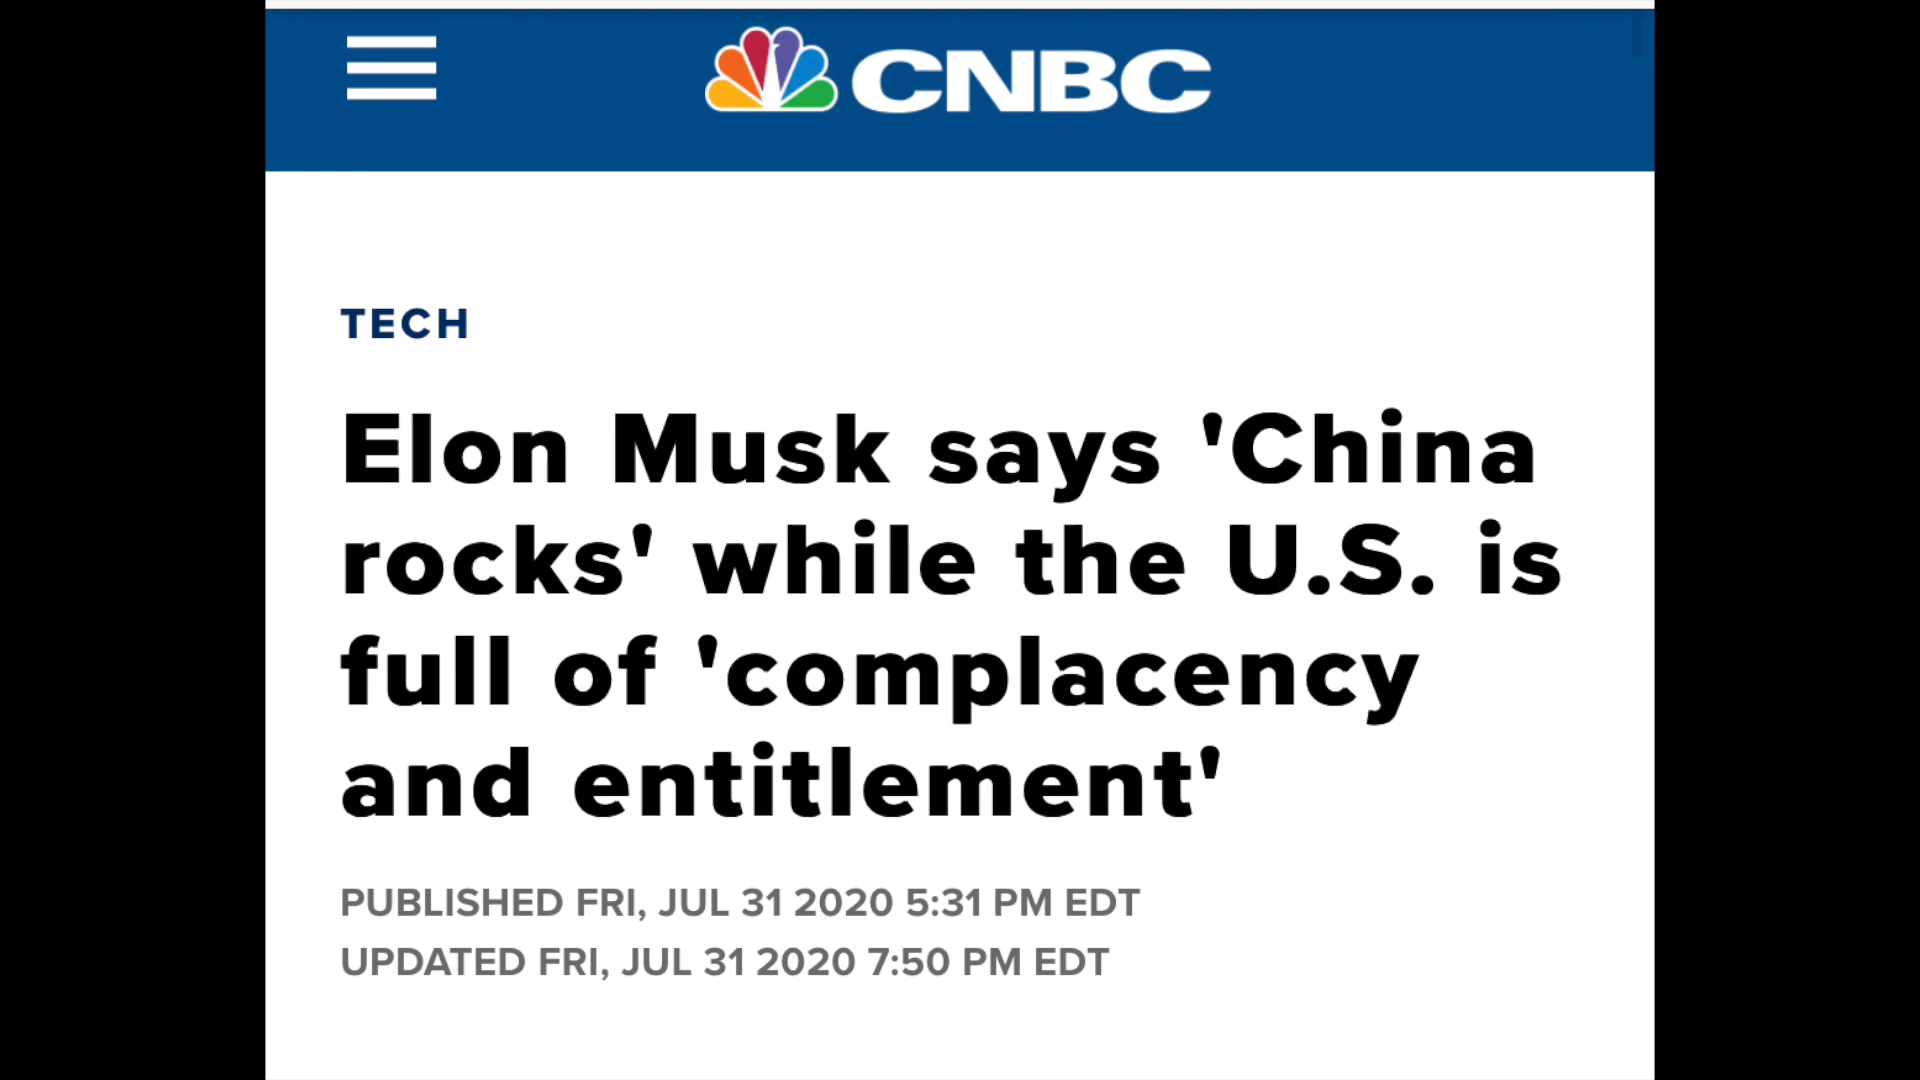 CNBC
TECH
Elon Musk says 'China
rocks' while the U.S. is
full of 'complacency
and entitlement'
PUBLISHED FRI, JUL 31 2020 5:31 PM EDT
UPDATED FRI, JUL 31 2020 7:50 PM EDT